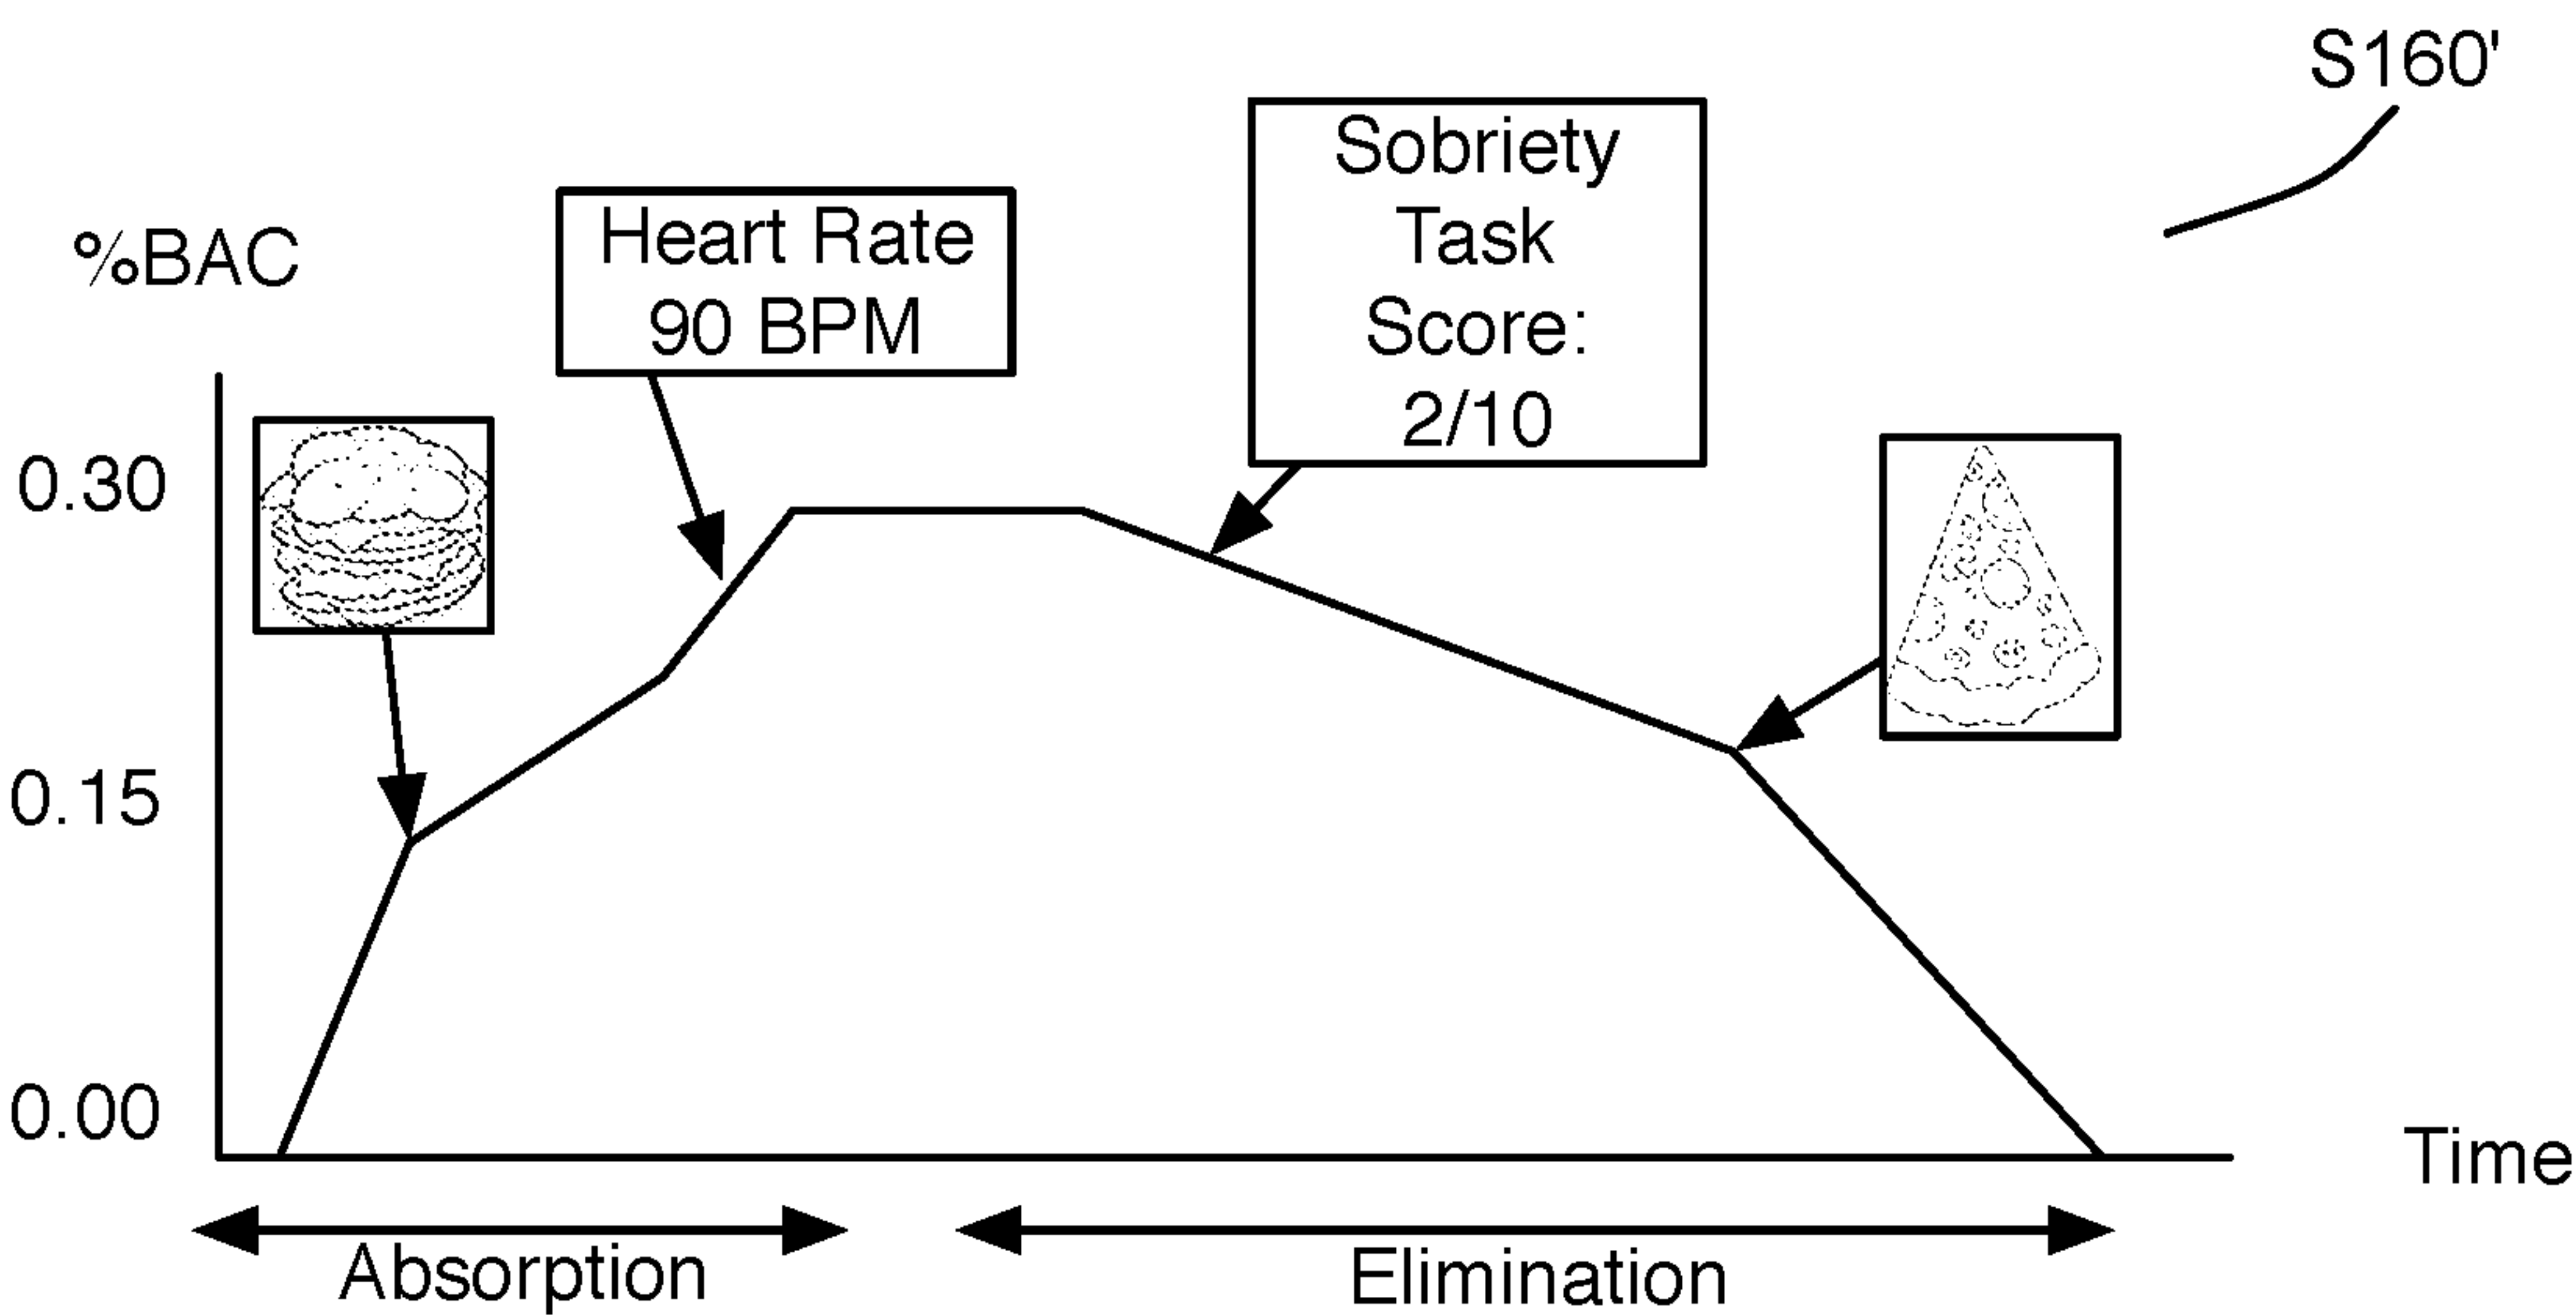 S160'
%BAC
Heart Rate
90 BPM
Sobriety
Task
Score:
2/10
0.30
0.15
0.00
Time
Absorption
Elimination